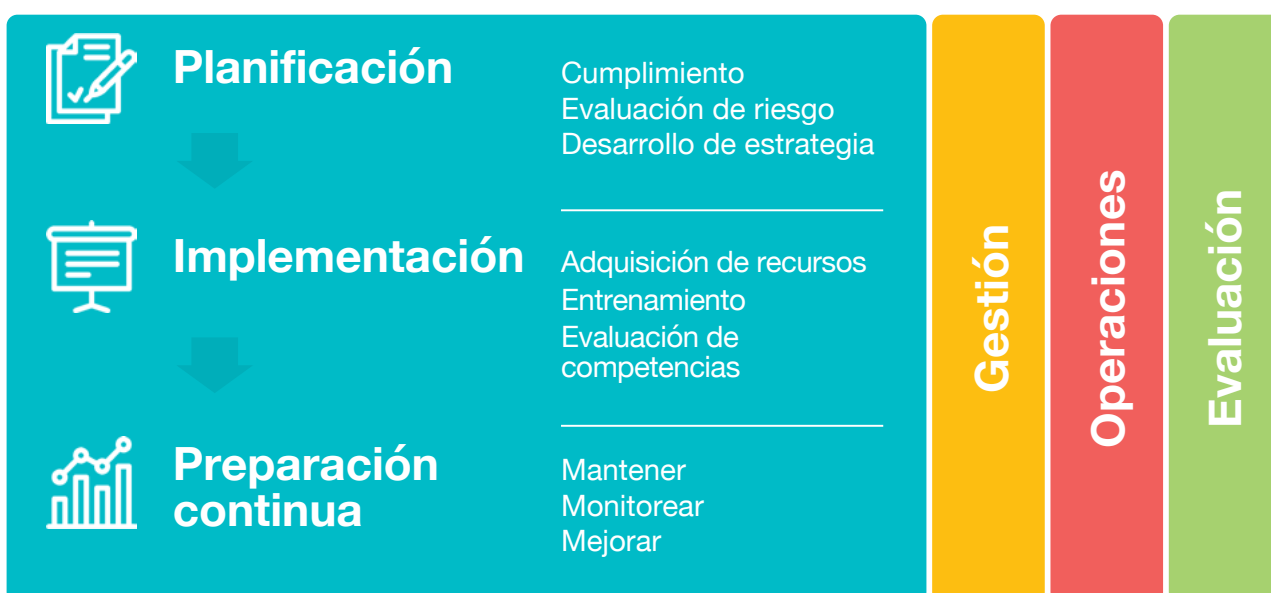 Planificación
Cumplimiento
Evaluación de riesgo
Desarrollo de estrategia
Implementación
Adquisición de recursos
Entrenamiento
Evaluación de
competencias
Preparación
continua
Mantener
Monitorear
Mejorar
Gestión
Operaciones
Evaluación